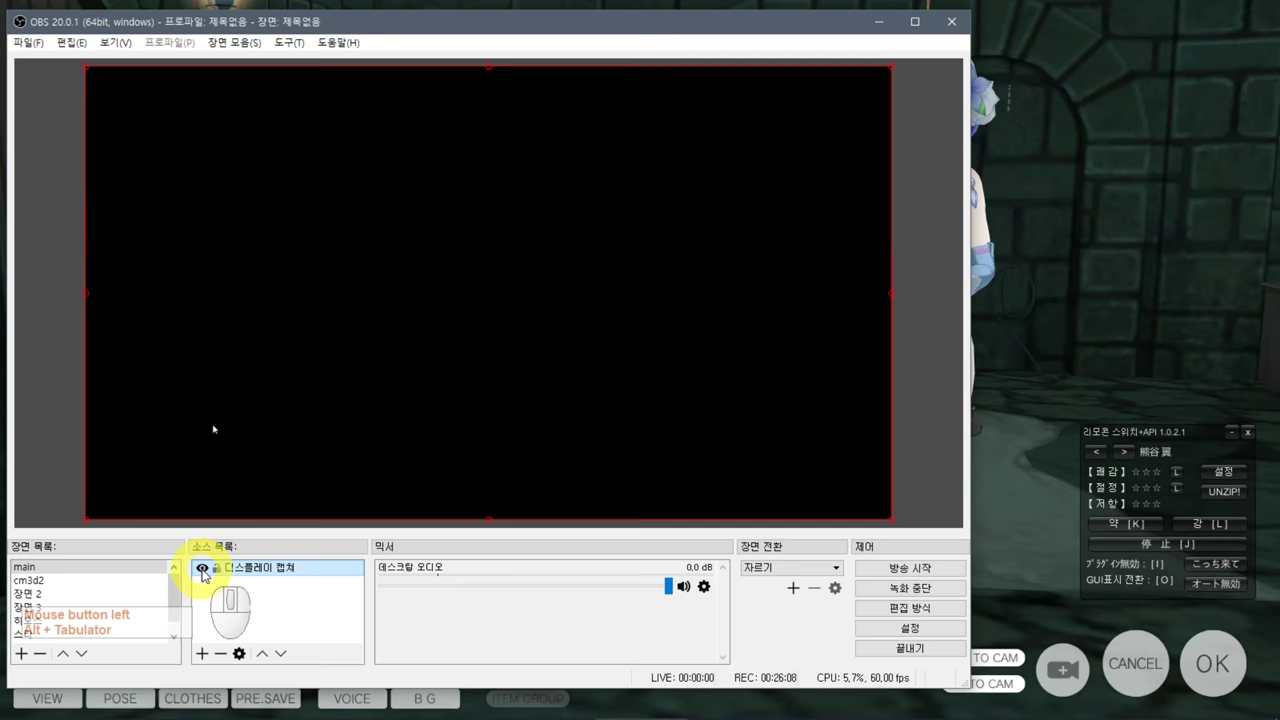 OBS 20.0.1 (64bit, windows) - 프로파일: 제목없음 - 장면: 제목없음
파일(F) 편집(E) 보기(V) 프로파일(P) 장면 모음(S) 도구(T) 도움말(H)
장면 목록: 소스 목록: 믹서 장면 전환 제어
main
cm3d2
장면 2
장면 3
디스플레이 캡쳐
Mouse button left
Alt + Tabulator
데스크탑 오디오 0.0 dB
자르기
방송 시작
녹화 중단
편집 방식
설정
끝내기
LIVE: 00:00:00 REC: 00:26:08 CPU: 5.7%, 60.00 fps
리모콘 스위치+API 1.0.2.1 - x
< > 熊谷 翼
【쾌감】☆☆☆ L 설정
【절정】☆☆☆ L UNZIP!
【저항】☆☆☆
약 [K] 강 [L]
停 止 [J]
ﾌﾟﾗｸﾞｲﾝ無効 : [I] こっち来て
GUI표시 전환 : [O] オート無効
TO CAM
TO CAM
CANCEL
OK
VIEW POSE CLOTHES PRE.SAVE VOICE B G ITEM GROUP